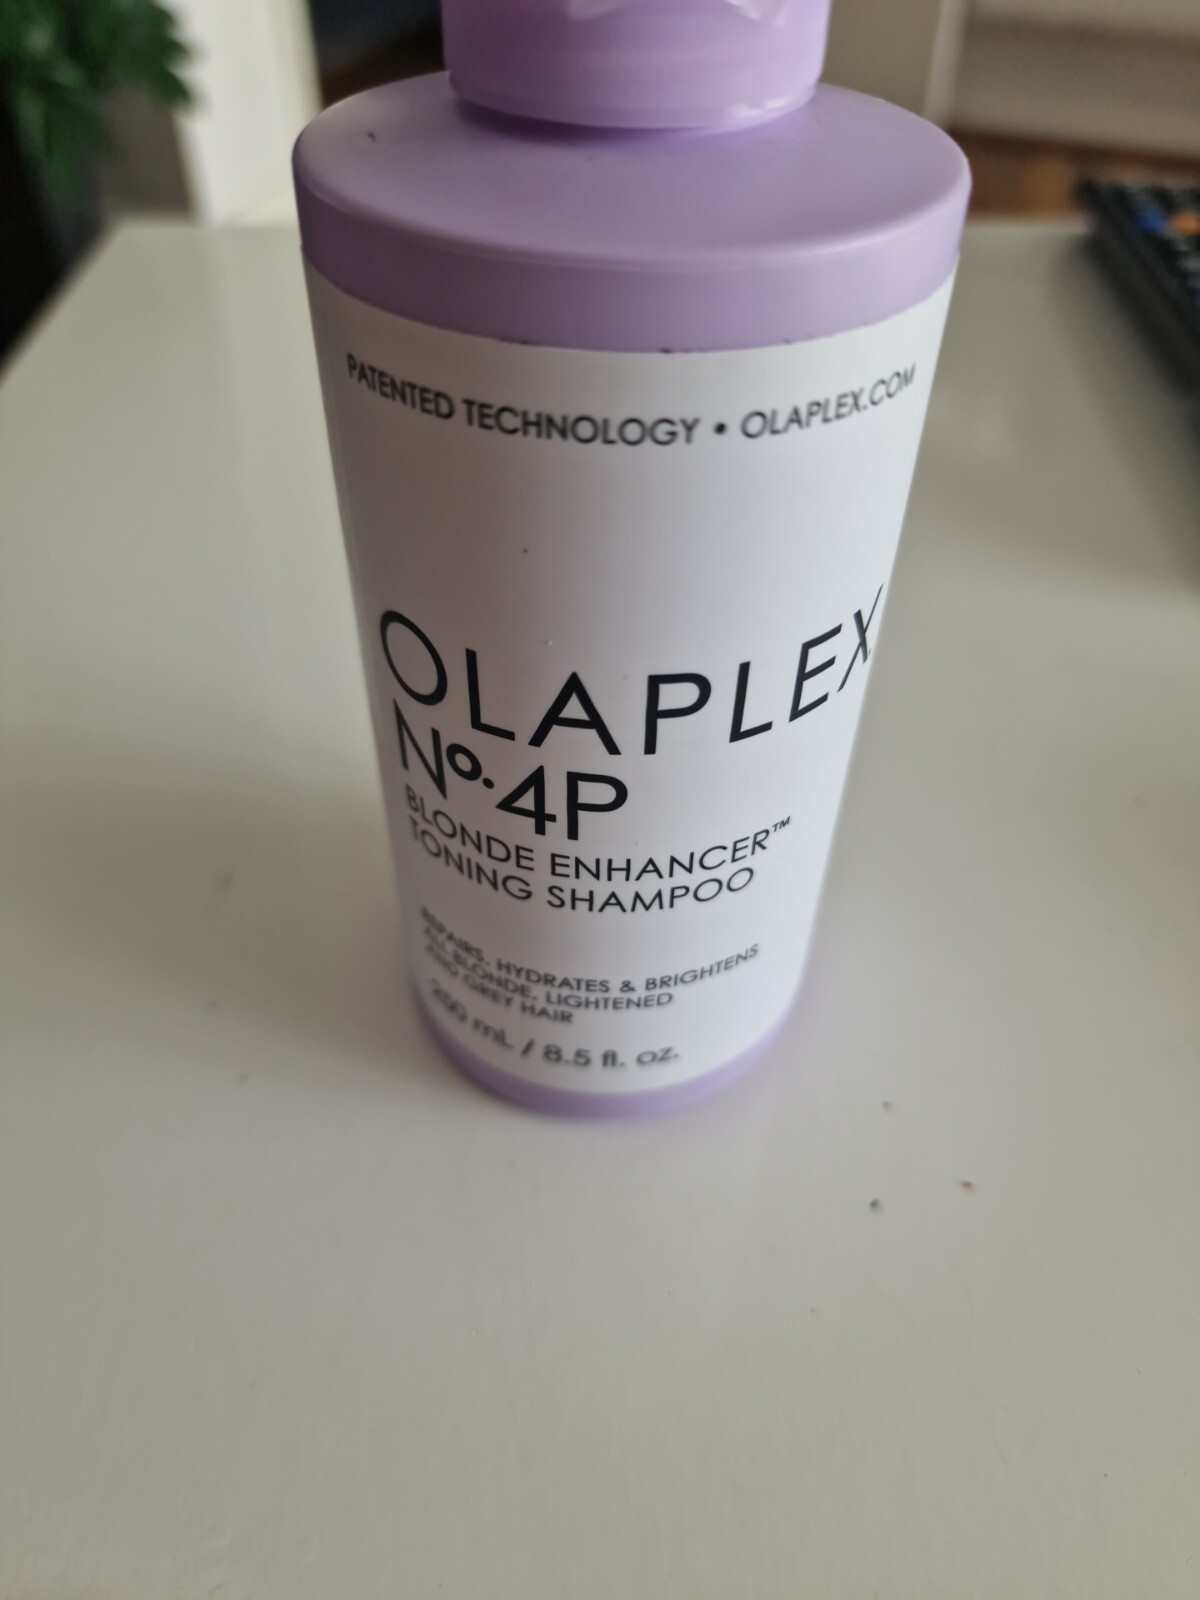 PATENTED TECHNOLOGY • OLAPLEX.COM
OLAPLEX
Nº.4P
BLONDE ENHANCER™
TONING SHAMPOO
REPAIRS, HYDRATES & BRIGHTENS
ALL BLONDE, LIGHTENED
AND GREY HAIR
250 mL / 8.5 fl. oz.